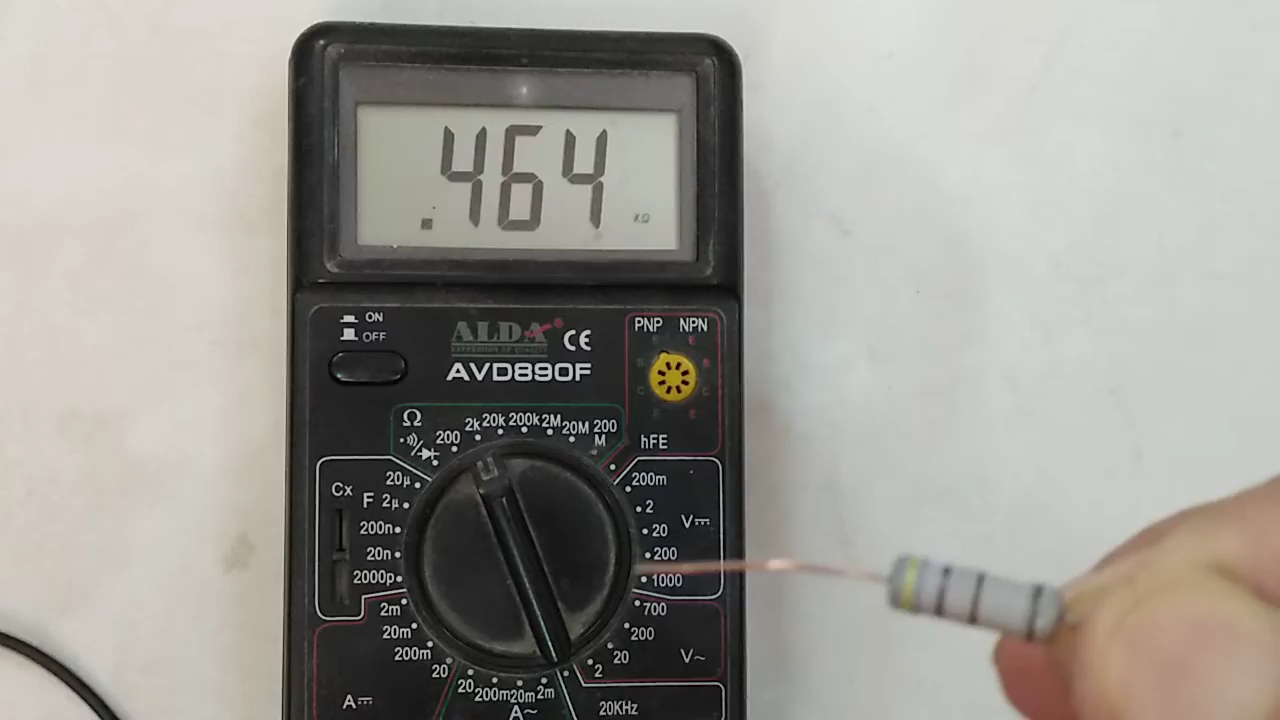 .464
KΩ
ON
OFF
ALDA
CE
AVD890F
PNP NPN
hFE
Ω
200 2k 20k 200k 2M 20M 200M
Cx
F
20µ
2µ
200n
20n
2000p
200m
2
20
200
1000
V
700
200
20
2
V~
2m
20m
200m
20
A
20 200m 20m 2m
A~
20KHz